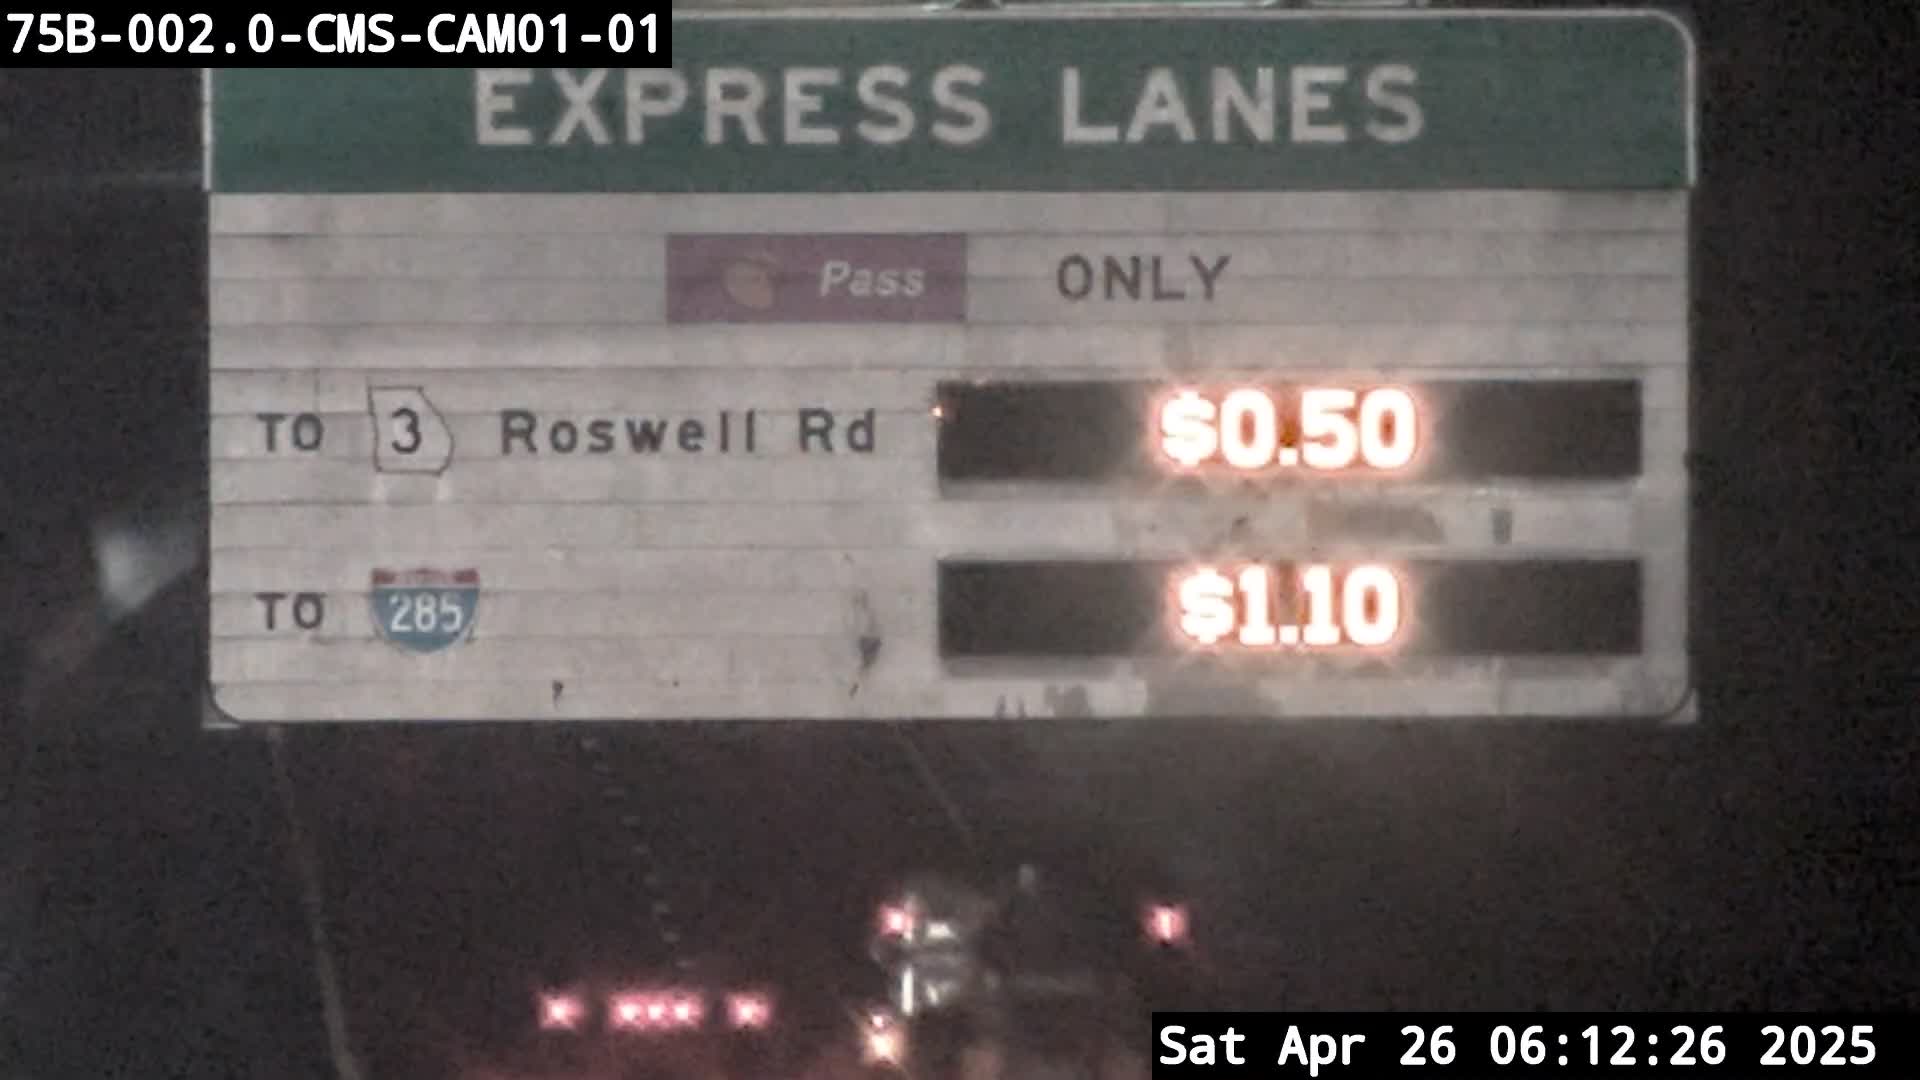 75B-002.0-CMS-CAM01-01
EXPRESS LANES
Pass ONLY
TO 3 Roswell Rd $0.50
TO 285 $1.10
Sat Apr 26 06:12:26 2025